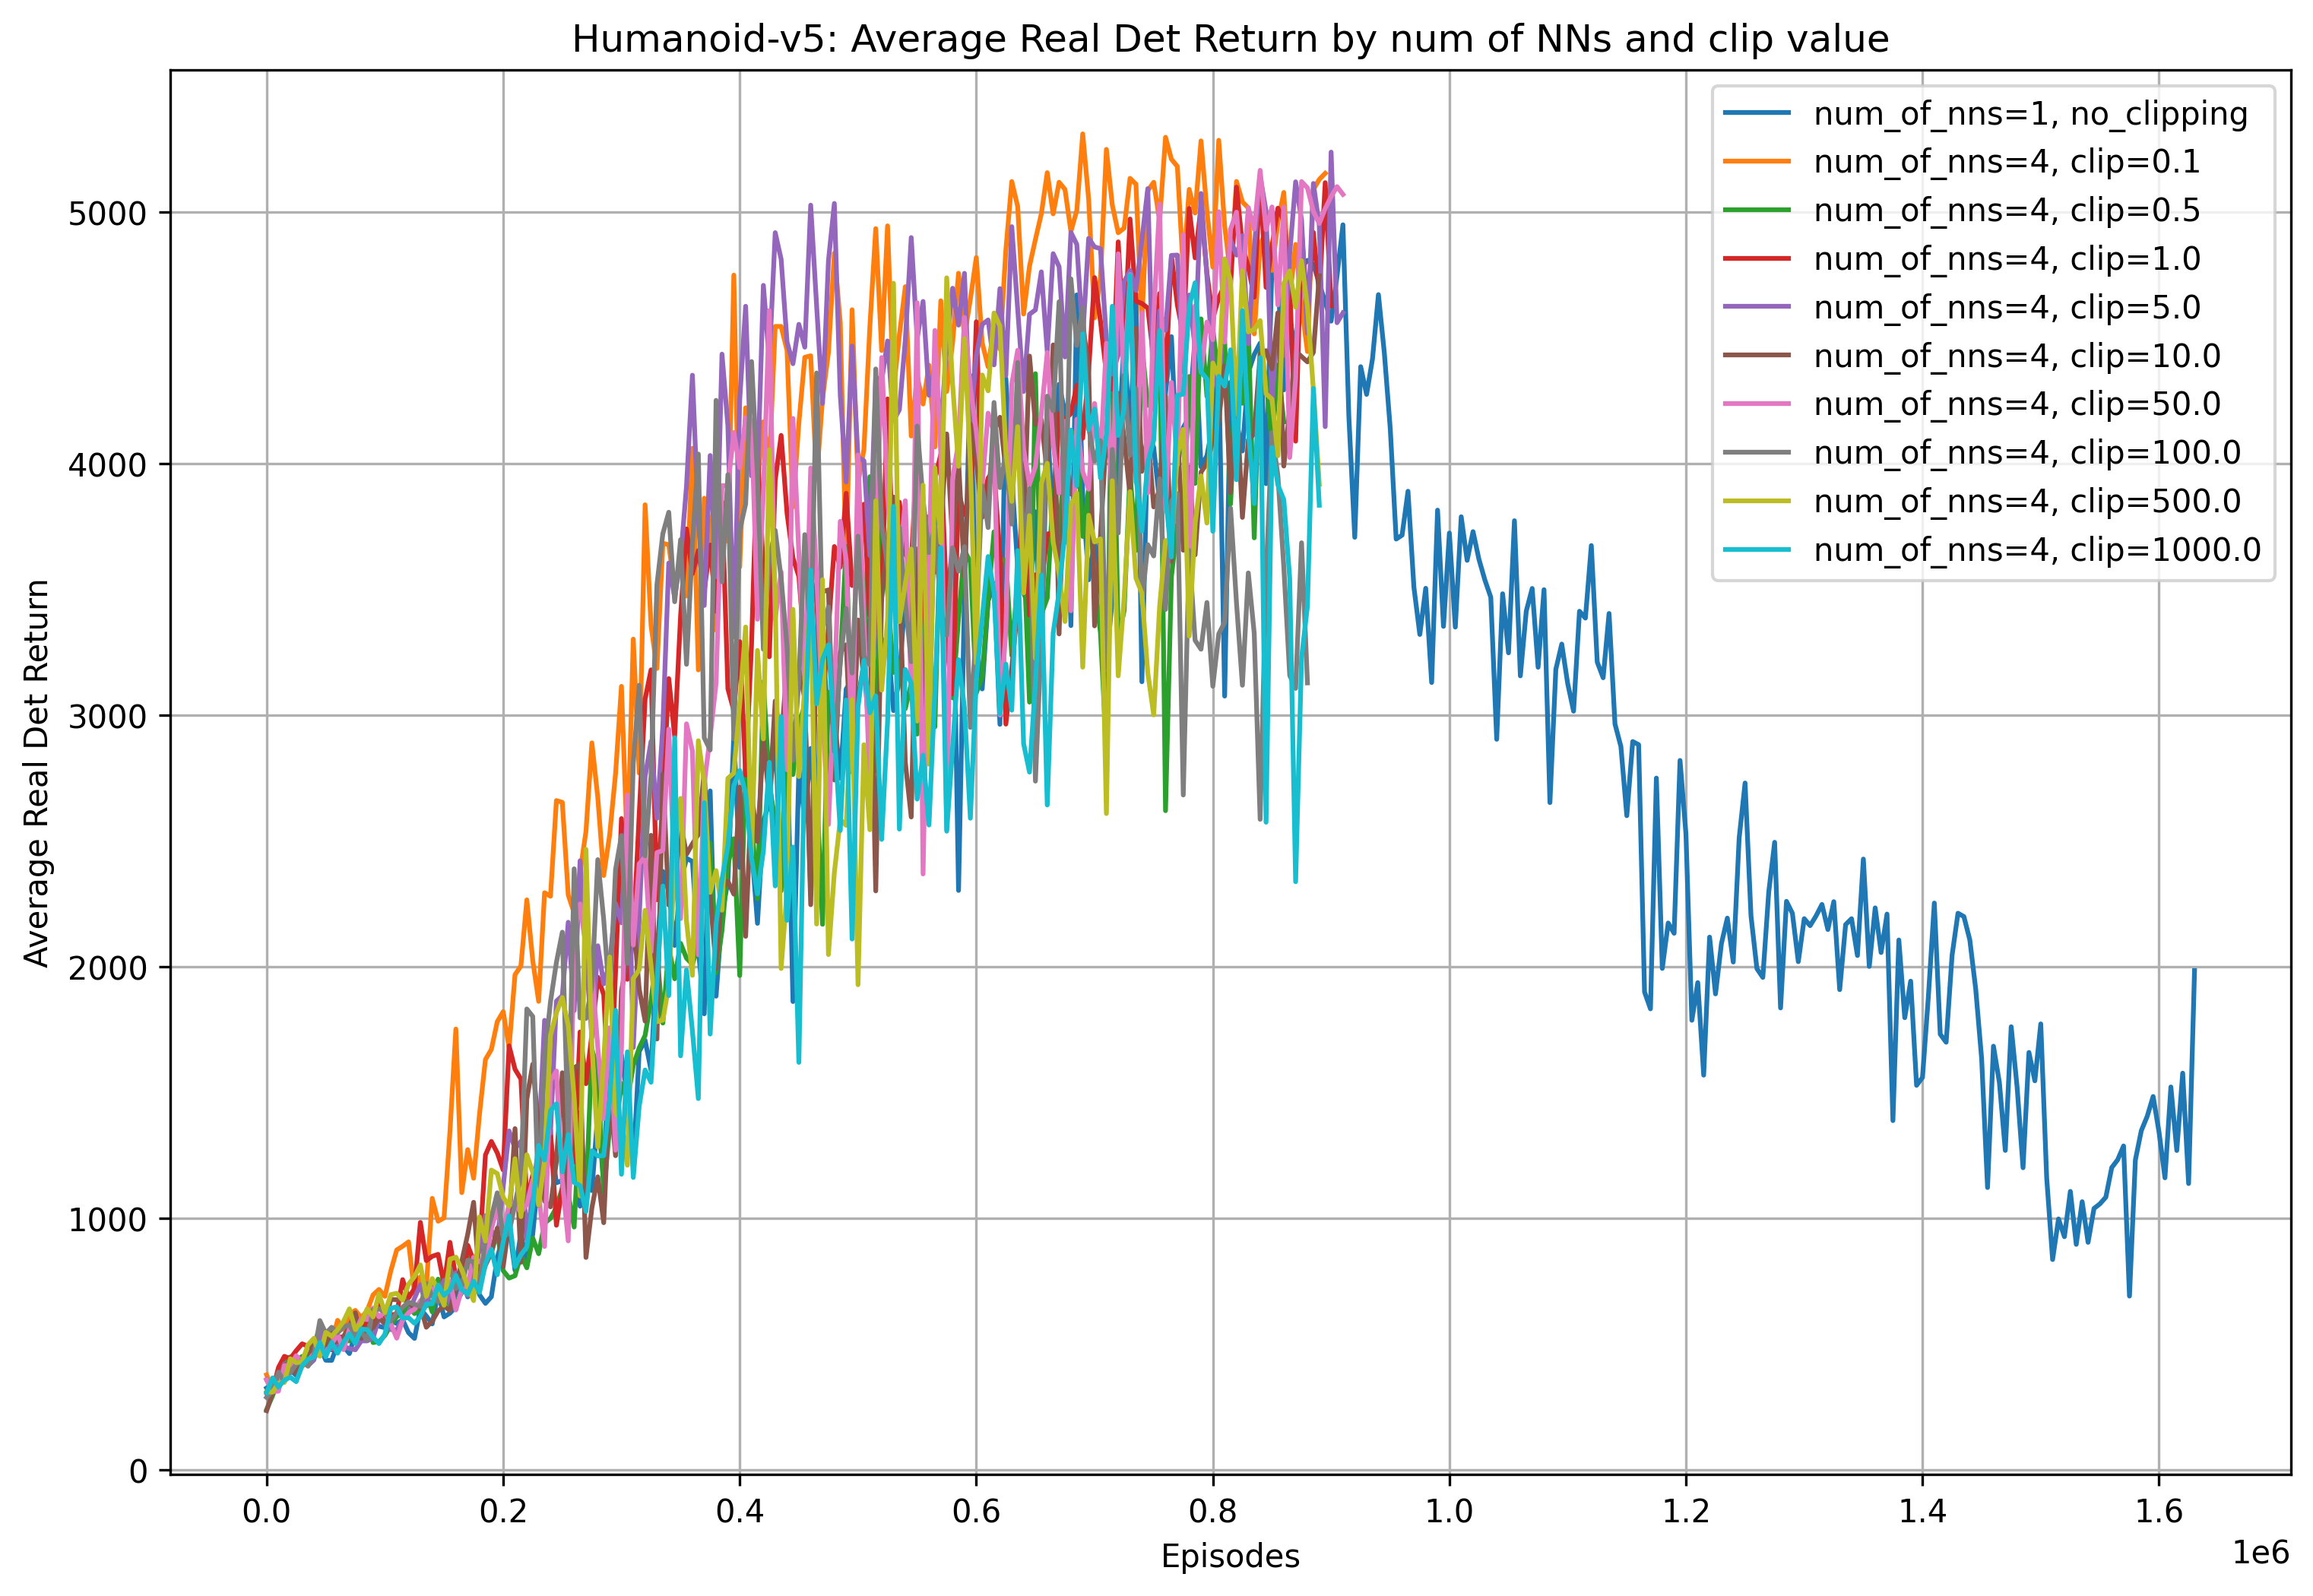 Humanoid-v5: Average Real Det Return by num of NNs and clip value
Average Real Det Return
5000
4000
3000
2000
1000
0
num_of_nns=1, no_clipping
num_of_nns=4, clip=0.1
num_of_nns=4, clip=0.5
num_of_nns=4, clip=1.0
num_of_nns=4, clip=5.0
num_of_nns=4, clip=10.0
num_of_nns=4, clip=50.0
num_of_nns=4, clip=100.0
num_of_nns=4, clip=500.0
num_of_nns=4, clip=1000.0
0.0 0.2 0.4 0.6 0.8 1.0 1.2 1.4 1.6
1e6
Episodes